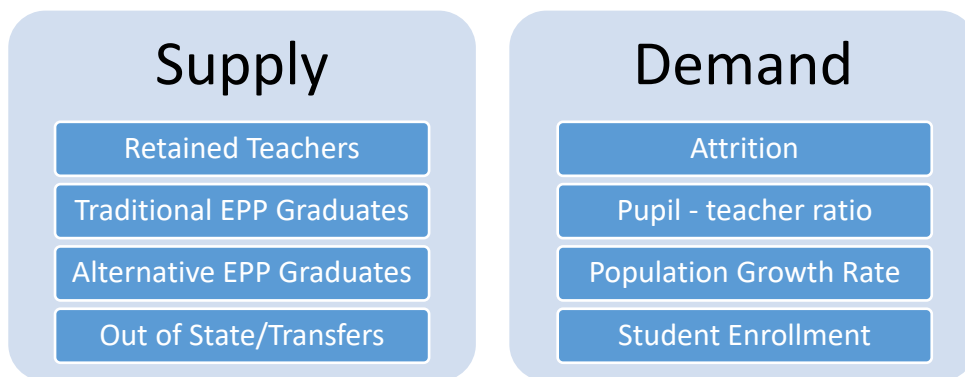 Supply
Retained Teachers
Traditional EPP Graduates
Alternative EPP Graduates
Out of State/Transfers
Demand
Attrition
Pupil - teacher ratio
Population Growth Rate
Student Enrollment